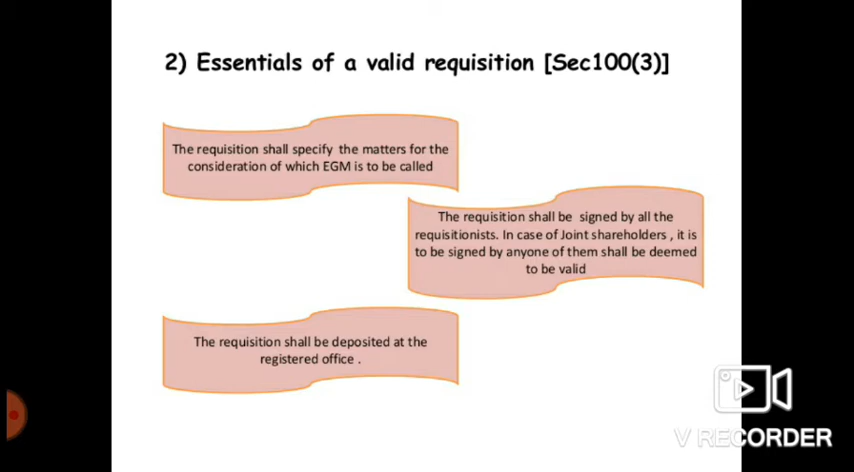 2) Essentials of a valid requisition [Sec100(3)]
The requisition shall specify the matters for the
consideration of which EGM is to be called
The requisition shall be signed by all the
requisitionists. In case of Joint shareholders , it is
to be signed by anyone of them shall be deemed
to be valid
The requisition shall be deposited at the
registered office .
V RECORDER